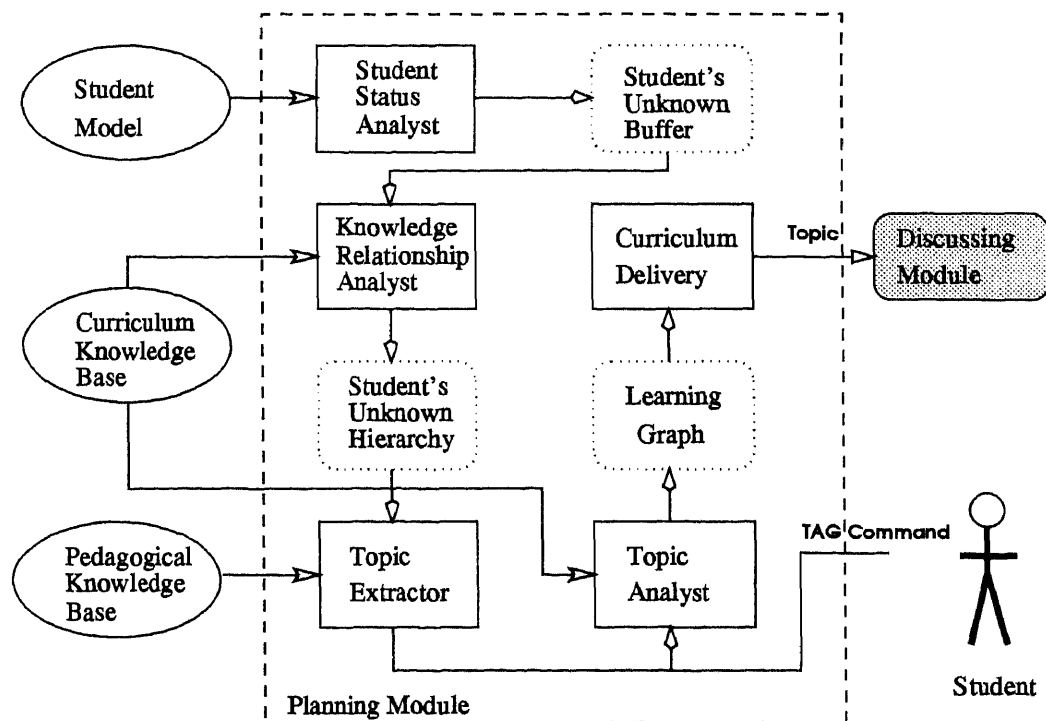 Student
Model
Student
Status
Analyst
Student's
Unknown
Buffer
Knowledge
Relationship
Analyst
Curriculum
Delivery
Topic
Discussing
Module
Curriculum
Knowledge
Base
Student's
Unknown
Hierarchy
Learning
Graph
Pedagogical
Knowledge
Base
Topic
Extractor
Topic
Analyst
TAG Command
Student
Planning Module